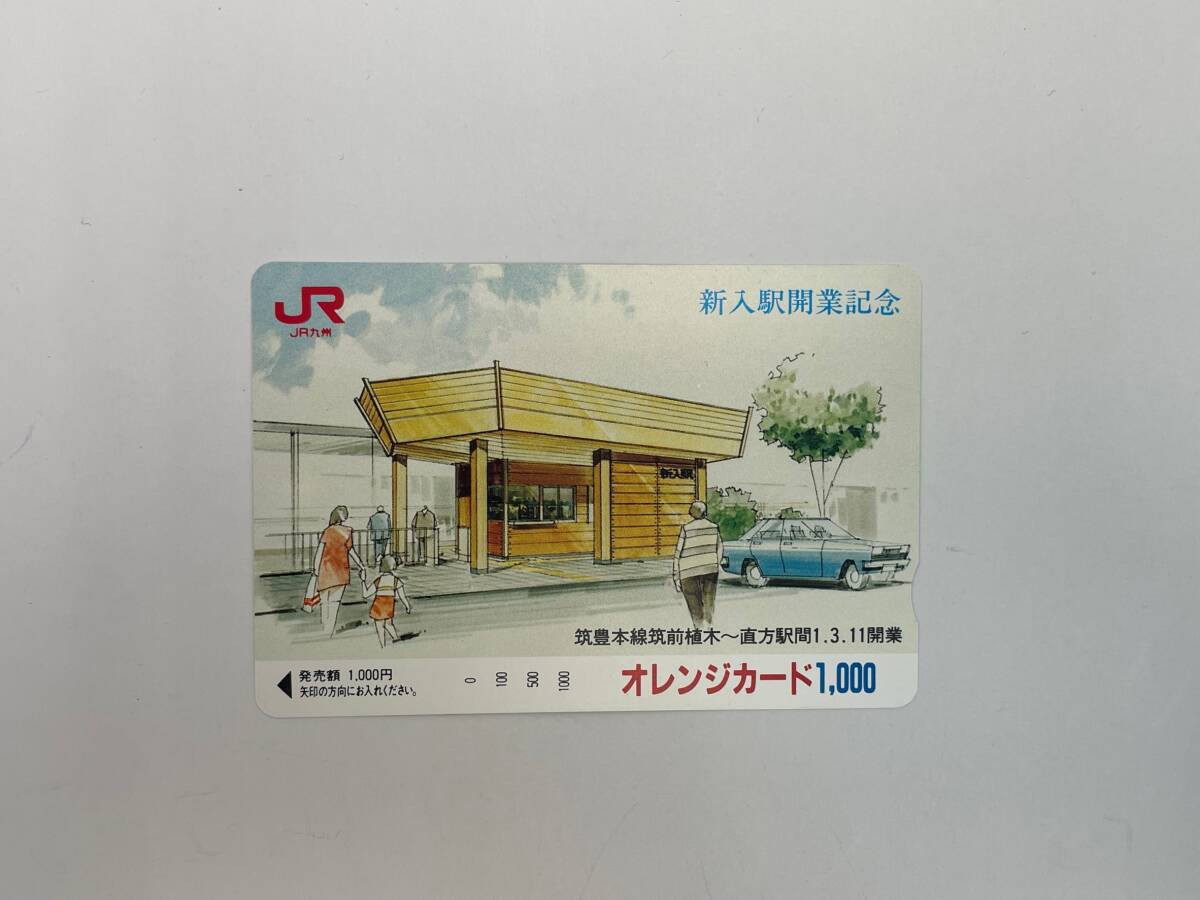 JR
JR九州
新入駅開業記念
新入駅
筑豊本線筑前植木～直方駅間1.3.11開業
発売額 1,000円
矢印の方向にお入れください。
0 100 500 1000
オレンジカード1,000